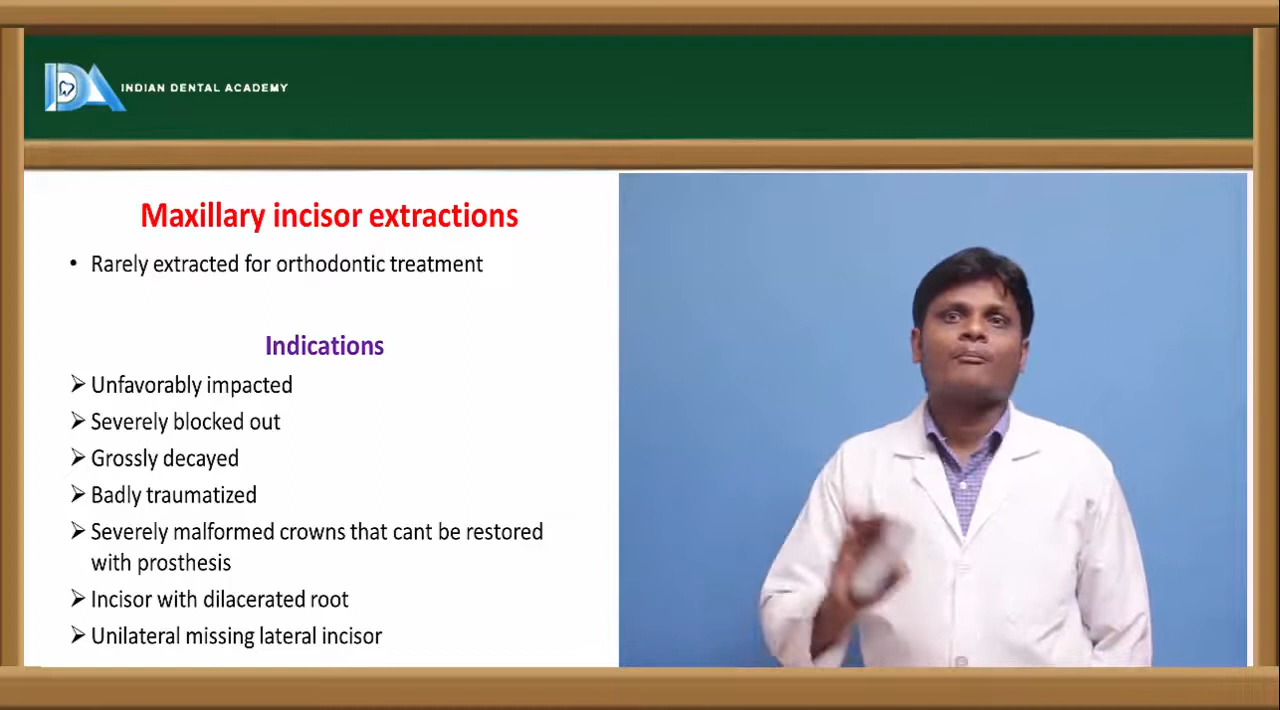 IDA INDIAN DENTAL ACADEMY
Maxillary incisor extractions
• Rarely extracted for orthodontic treatment
Indications
➢ Unfavorably impacted
➢ Severely blocked out
➢ Grossly decayed
➢ Badly traumatized
➢ Severely malformed crowns that cant be restored
with prosthesis
➢ Incisor with dilacerated root
➢ Unilateral missing lateral incisor